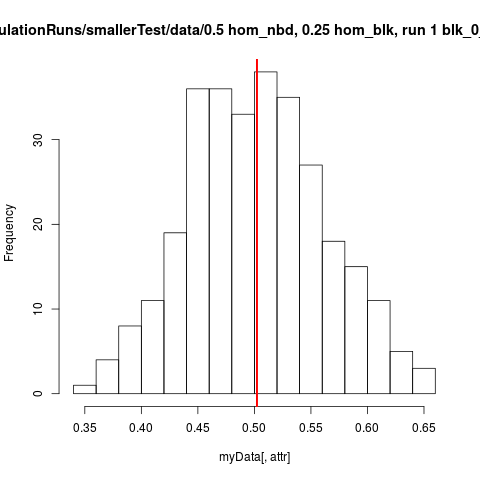 ulationRuns/smallerTest/data/0.5 hom_nbd, 0.25 hom_blk, run 1 blk_0_
Frequency
30
20
10
0
0.35 0.40 0.45 0.50 0.55 0.60 0.65
myData[, attr]